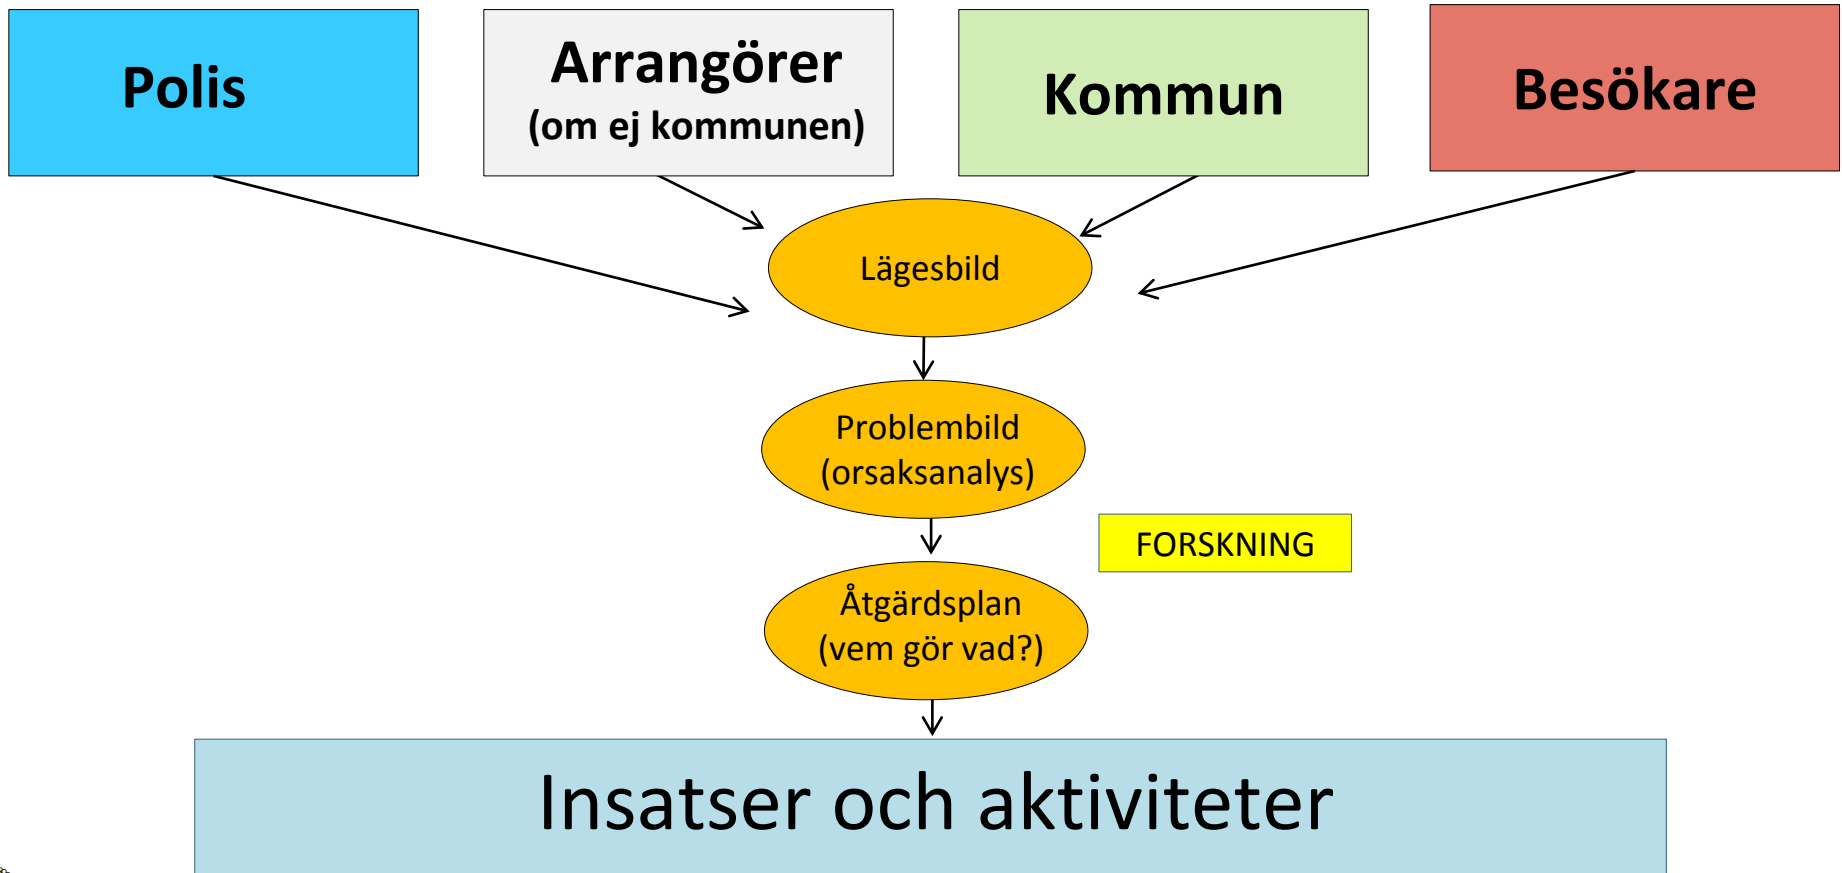 Polis
Arrangörer
(om ej kommunen)
Kommun
Besökare
Lägesbild
Problembild
(orsaksanalys)
FORSKNING
Åtgärdsplan
(vem gör vad?)
Insatser och aktiviteter